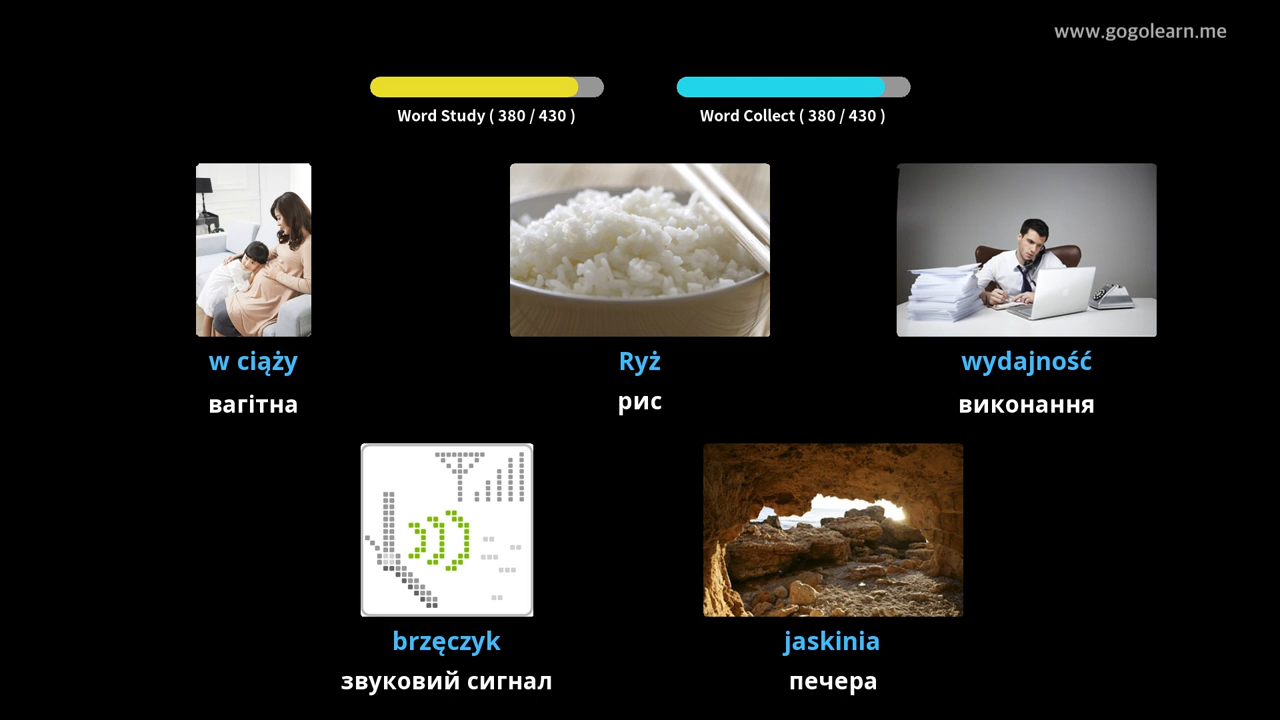 www.gogolearn.me
Word Study ( 380 / 430 )
Word Collect ( 380 / 430 )
w ciąży
вагітна
Ryż
рис
wydajność
виконання
brzęczyk
звуковий сигнал
jaskinia
печера